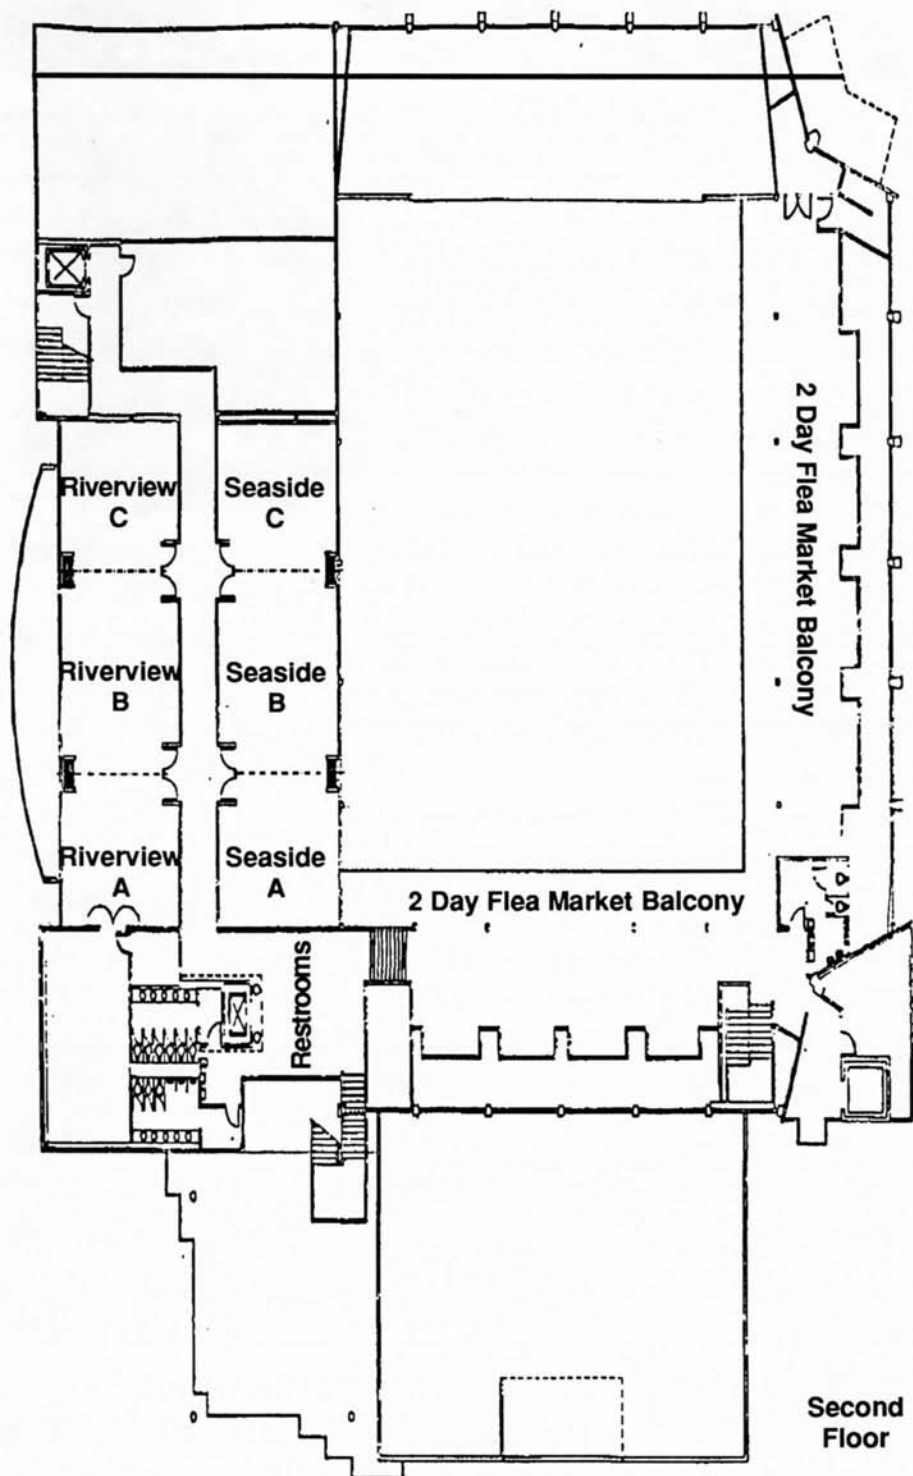 Riverview
C
Seaside
C
2 Day Flea Market Balcony
Riverview
B
Seaside
B
Riverview
A
Seaside
A
2 Day Flea Market Balcony
Restrooms
Second
Floor